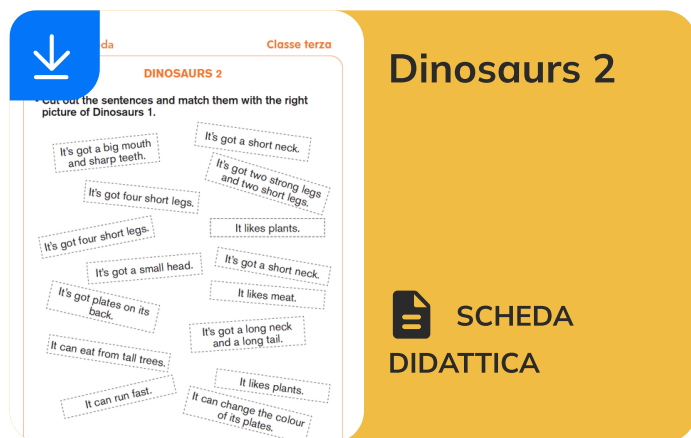 eda
Classe terza
DINOSAURS 2
• Cut out the sentences and match them with the right
picture of Dinosaurs 1.
It's got a big mouth
and sharp teeth.
It's got a short neck.
It's got two strong legs
and two short legs.
It's got four short legs.
It likes plants.
It's got four short legs.
It's got a small head.
It's got a short neck.
It's got plates on its
back.
It likes meat.
It's got a long neck
and a long tail.
It can eat from tall trees.
It likes plants.
It can run fast.
It can change the colour
of its plates.
Dinosaurs 2
SCHEDA
DIDATTICA